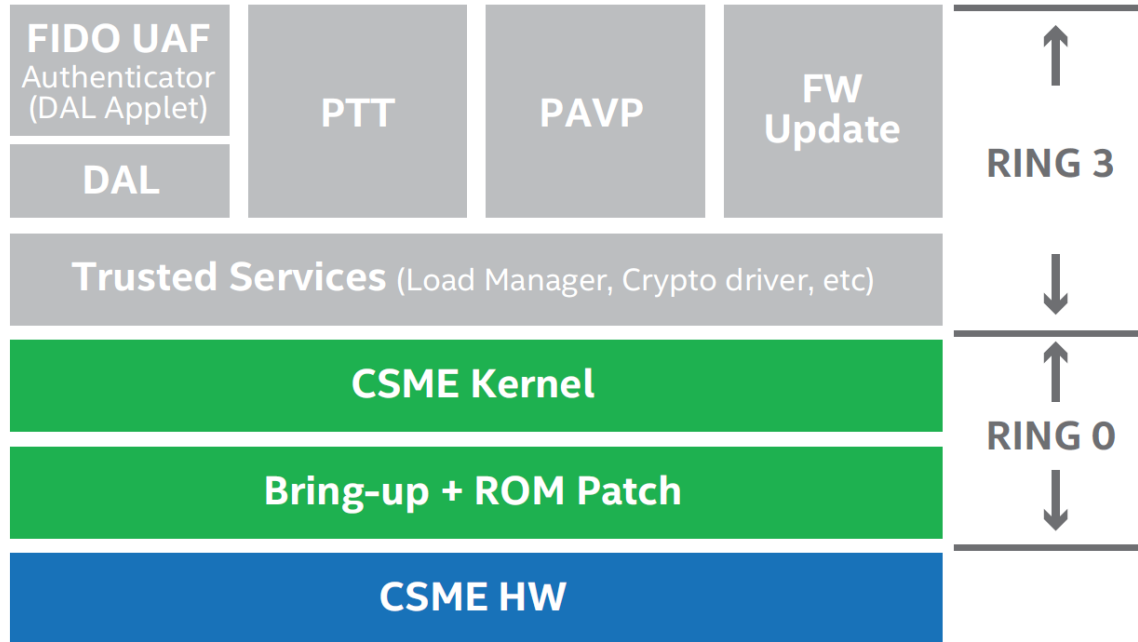 FIDO UAF
Authenticator
(DAL Applet)
DAL
PTT
PAVP
FW
Update
RING 3
Trusted Services (Load Manager, Crypto driver, etc)
CSME Kernel
RING 0
Bring-up + ROM Patch
CSME HW